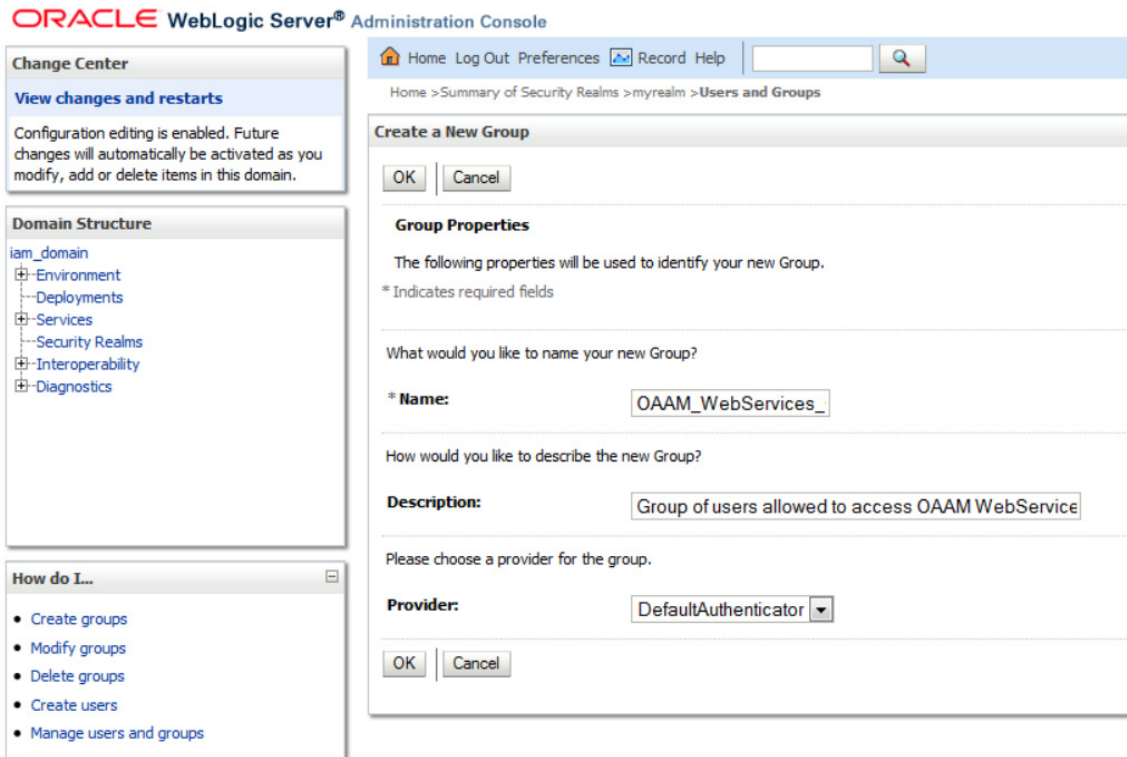 ORACLE WebLogic Server® Administration Console
Change Center
View changes and restarts
Configuration editing is enabled. Future
changes will automatically be activated as you
modify, add or delete items in this domain.
Domain Structure
iam_domain
Environment
Deployments
Services
Security Realms
Interoperability
Diagnostics
How do I...
Create groups
Modify groups
Delete groups
Create users
Manage users and groups
Home Log Out Preferences Record Help
Home >Summary of Security Realms >myrealm >Users and Groups
Create a New Group
OK Cancel
Group Properties
The following properties will be used to identify your new Group.
* Indicates required fields
What would you like to name your new Group?
* Name: OAAM_WebServices_
How would you like to describe the new Group?
Description: Group of users allowed to access OAAM WebService
Please choose a provider for the group.
Provider: DefaultAuthenticator
OK Cancel